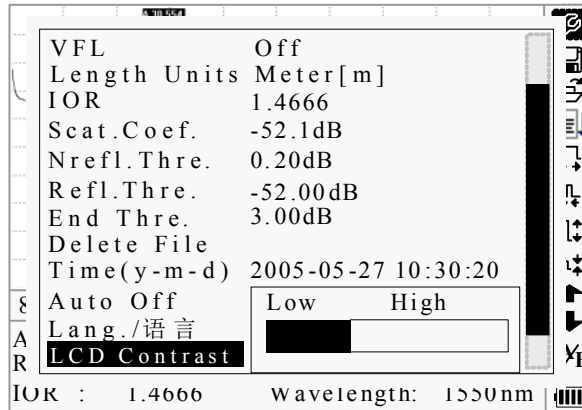 VFL Off
Length Units Meter[m]
IOR 1.4666
Scat.Coef. -52.1dB
Nrefl.Thre. 0.20dB
Refl.Thre. -52.00dB
End Thre. 3.00dB
Delete File
Time(y-m-d) 2005-05-27 10:30:20
Auto Off
Low High
Lang./语言
LCD Contrast
A
R
IOR : 1.4666 Wavelength: 1550nm